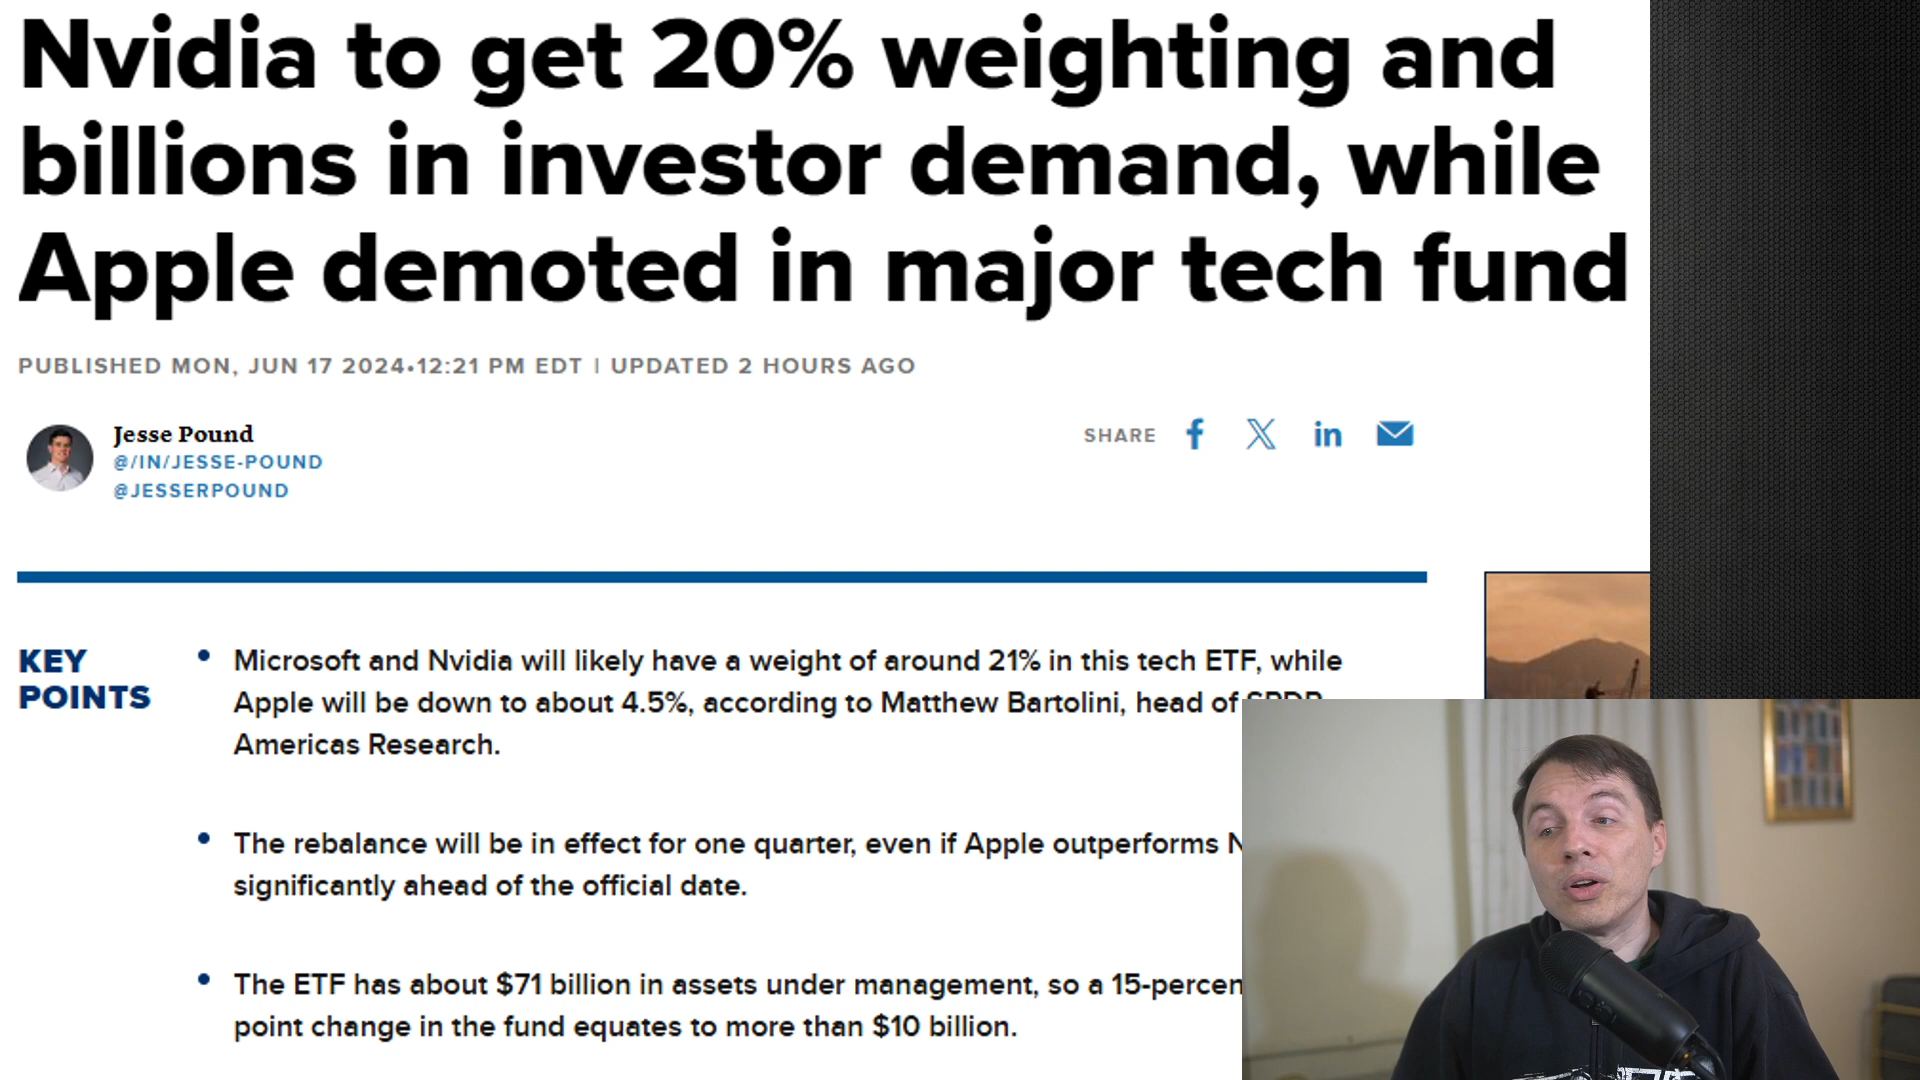 Nvidia to get 20% weighting and
billions in investor demand, while
Apple demoted in major tech fund
PUBLISHED MON, JUN 17 2024•12:21 PM EDT | UPDATED 2 HOURS AGO
Jesse Pound
@/IN/JESSE-POUND
@JESSERPOUND
SHARE
KEY
POINTS
• Microsoft and Nvidia will likely have a weight of around 21% in this tech ETF, while
Apple will be down to about 4.5%, according to Matthew Bartolini, head of SPDR
Americas Research.
• The rebalance will be in effect for one quarter, even if Apple outperforms
significantly ahead of the official date.
• The ETF has about $71 billion in assets under management, so a 15-percen
point change in the fund equates to more than $10 billion.